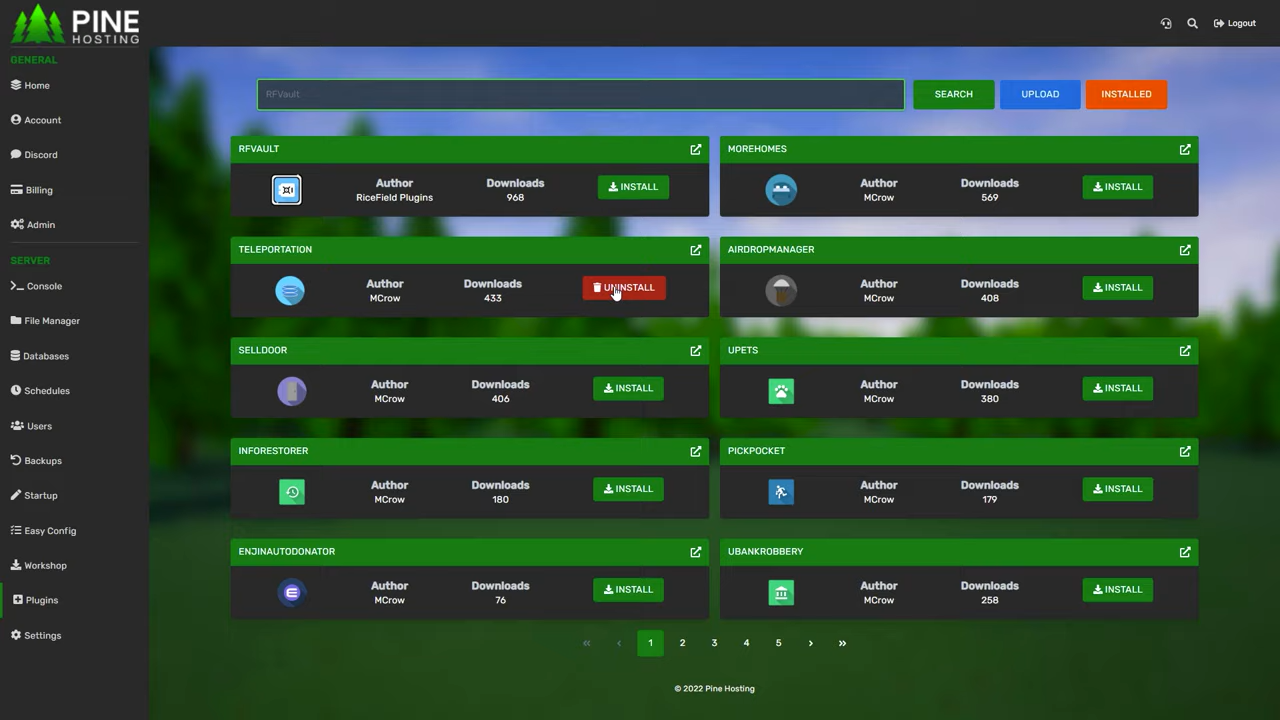 PINE
HOSTING
Logout
GENERAL
Home
Account
Discord
Billing
Admin
SERVER
Console
File Manager
Databases
Schedules
Users
Backups
Startup
Easy Config
Workshop
Plugins
Settings
RFVault
SEARCH
UPLOAD
INSTALLED
RFVAULT
Author
RiceField Plugins
Downloads
968
INSTALL
MOREHOMES
Author
MCrow
Downloads
569
INSTALL
TELEPORTATION
Author
MCrow
Downloads
433
UNINSTALL
AIRDROPMANAGER
Author
MCrow
Downloads
408
INSTALL
SELLDOOR
Author
MCrow
Downloads
406
INSTALL
UPETS
Author
MCrow
Downloads
380
INSTALL
INFORESTORER
Author
MCrow
Downloads
180
INSTALL
PICKPOCKET
Author
MCrow
Downloads
179
INSTALL
ENJINAUTODONATOR
Author
MCrow
Downloads
76
INSTALL
UBANKROBBERY
Author
MCrow
Downloads
258
INSTALL
« ‹ 1 2 3 4 5 › »
© 2022 Pine Hosting